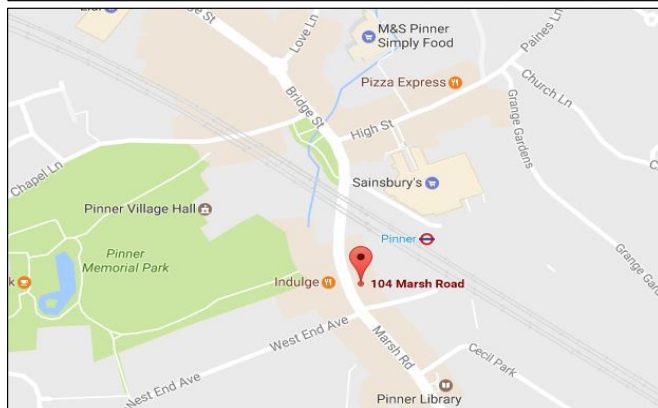 Love Ln
M&S Pinner
Simply Food
Paines Ln
Church Ln
Pizza Express
Bridge St
High St
Grange Gardens
Chapel Ln
Sainsbury's
Pinner Village Hall
Pinner
Pinner
Memorial Park
Indulge
104 Marsh Road
West End Ave
Marsh Rd
Cecil Park
West End Ave
Pinner Library